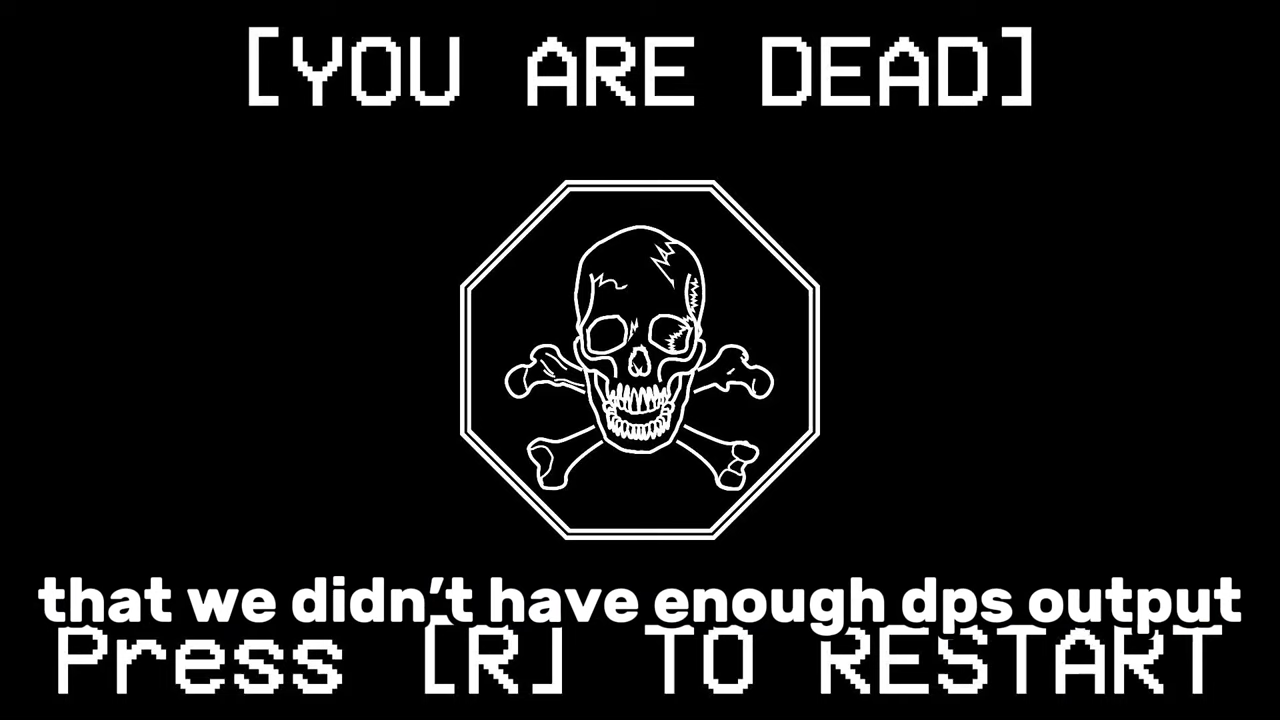 [YOU ARE DEAD]
that we didn't have enough dps output
Press [R] TO RESTART